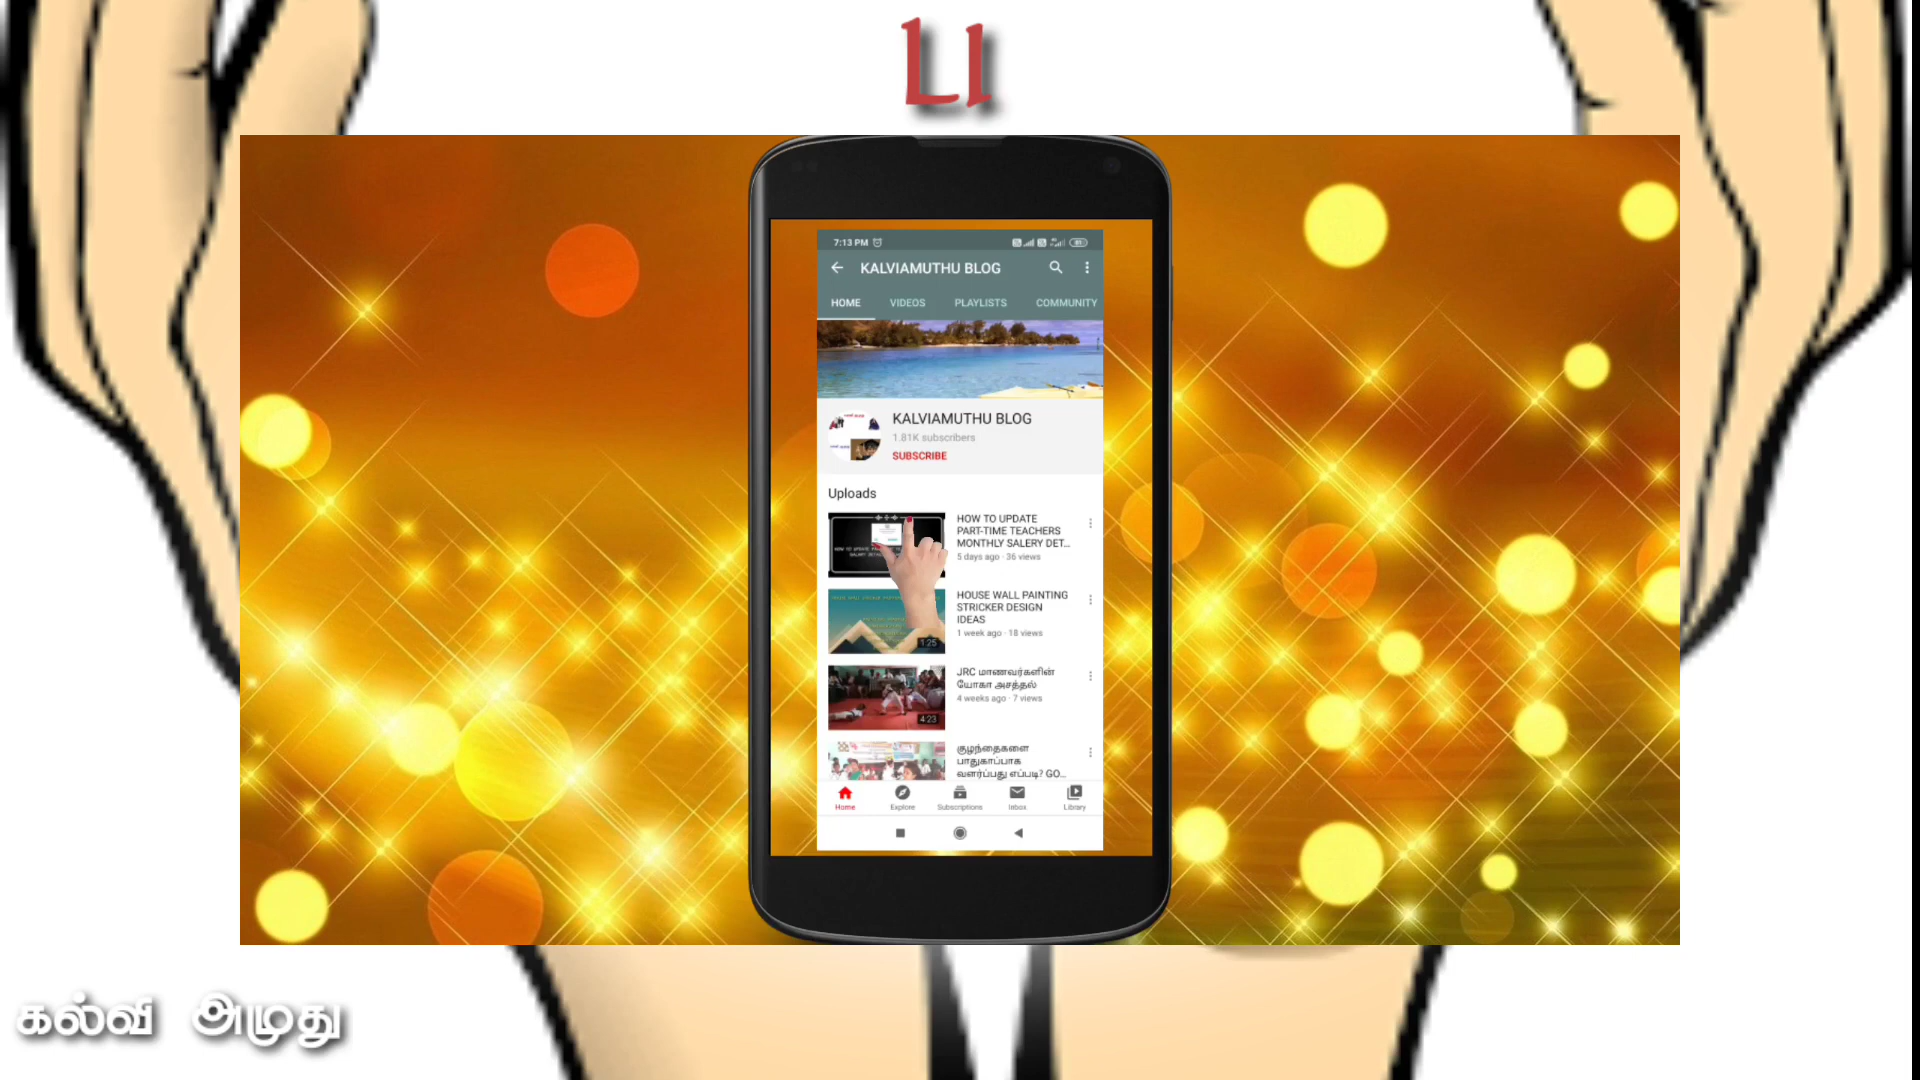 ப
7:13 PM
KALVIAMUTHU BLOG
HOME VIDEOS PLAYLISTS COMMUNITY
KALVIAMUTHU BLOG
1.81K subscribers
SUBSCRIBE
Uploads
HOW TO UPDATE
PART-TIME TEACHERS
MONTHLY SALERY DET...
5 days ago · 36 views
HOUSE WALL PAINTING
STRICKER DESIGN
IDEAS
1 week ago · 18 views
1:25
JRC மாணவர்களின்
யோகா அசத்தல்
4 weeks ago · 7 views
4:23
குழந்தைகளை
பாதுகாப்பாக
வளர்ப்பது எப்படி? GO...
Home Explore Subscriptions Inbox Library
கல்வி அமுது